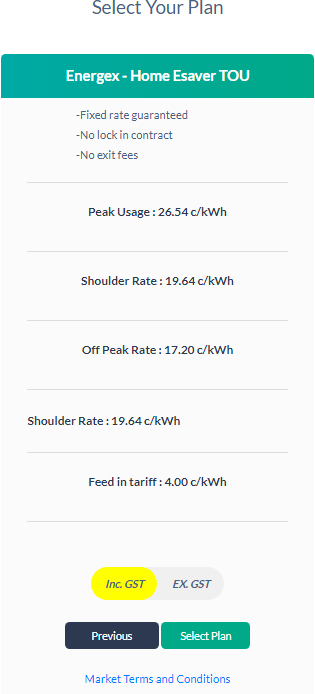 Select Your Plan
Energex - Home Esaver TOU
-Fixed rate guaranteed
-No lock in contract
-No exit fees
Peak Usage : 26.54 c/kWh
Shoulder Rate : 19.64 c/kWh
Off Peak Rate : 17.20 c/kWh
Shoulder Rate : 19.64 c/kWh
Feed in tariff : 4.00 c/kWh
Inc. GST EX. GST
Previous Select Plan
Market Terms and Conditions